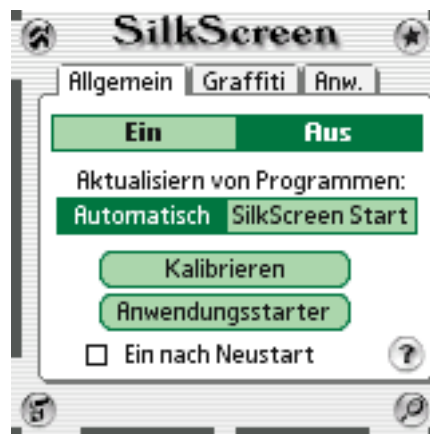 SilkScreen
Allgemein Graffiti Anw.
Ein Aus
Aktualisiern von Programmen:
Automatisch SilkScreen Start
Kalibrieren
Anwendungsstarter
Ein nach Neustart ?